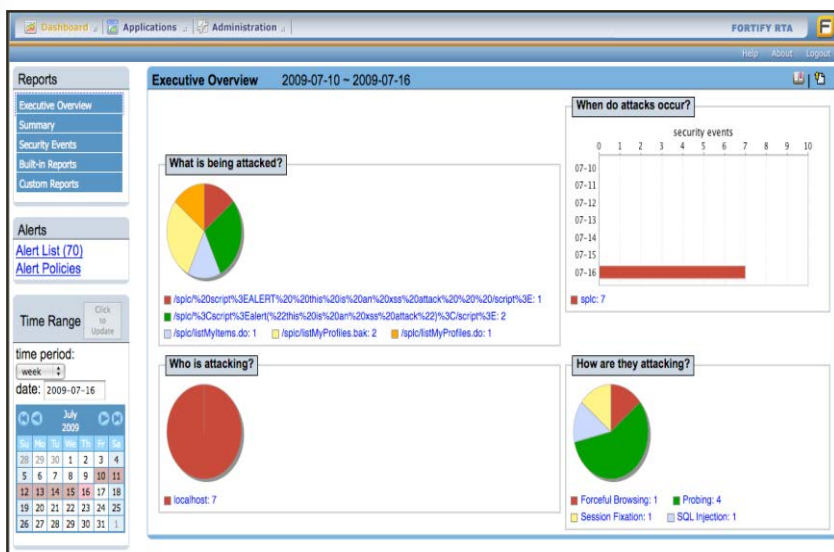 Dashboard Applications Administration FORTIFY RTA F
Help About Logout
Reports
Executive Overview
Summary
Security Events
Built-in Reports
Custom Reports
Alerts
Alert List (70)
Alert Policies
Time Range Click to Update
time period:
week
date: 2009-07-16
July
2009
Su Mo Tu We Th Fr Sa
28 29 30 1 2 3 4
5 6 7 8 9 10 11
12 13 14 15 16 17 18
19 20 21 22 23 24 25
26 27 28 29 30 31 1
Executive Overview 2009-07-10 ~ 2009-07-16
What is being attacked?
/splc/%20script%3EALERT%20%20this%20is%20an%20xss%20attack%20%20%20/script%3E: 1
/splc/%3Cscript%3Ealert(%22this%20is%20an%20xss%20attack%22)%3C/script%3E: 2
/splc/listMyItems.do: 1 /splc/listMyProfiles.bak: 2 /splc/listMyProfiles.do: 1
When do attacks occur?
security events
0 1 2 3 4 5 6 7 8 9 10
07-10
07-11
07-12
07-13
07-14
07-15
07-16
splc: 7
Who is attacking?
localhost: 7
How are they attacking?
Forceful Browsing: 1 Probing: 4
Session Fixation: 1 SQL Injection: 1